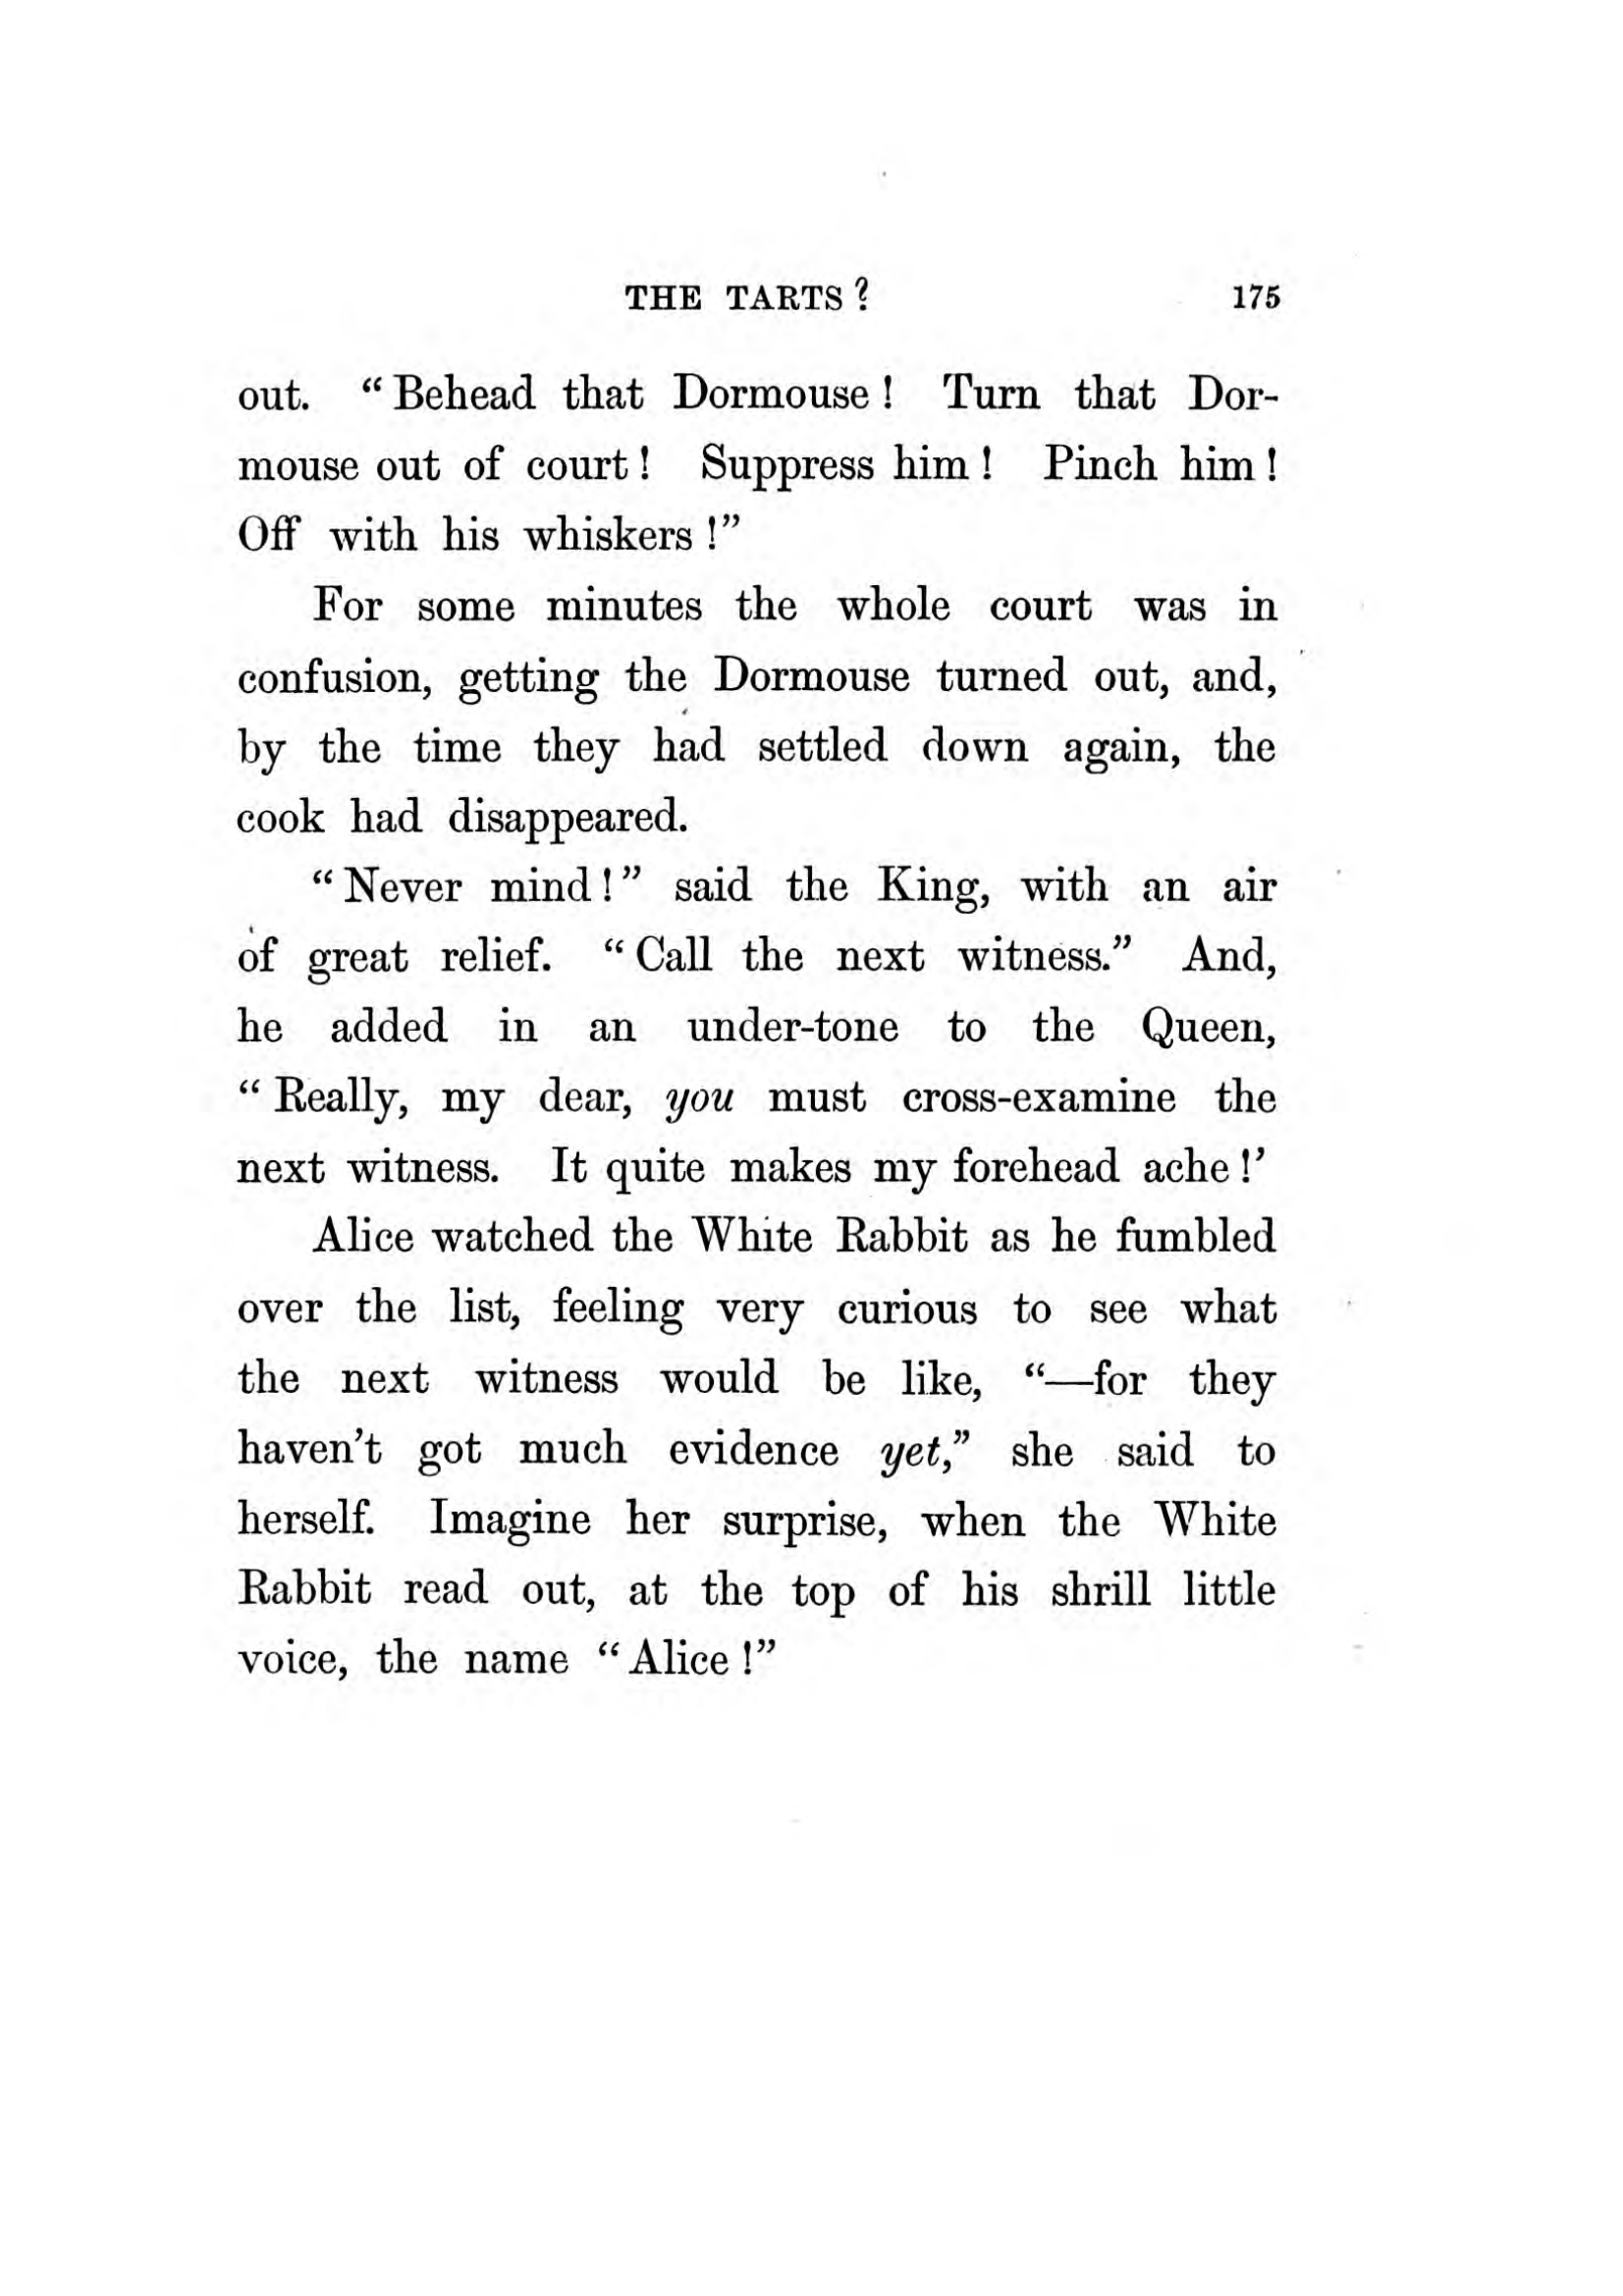 THE TARTS? 175
out. “Behead that Dormouse! Turn that Dor-
mouse out of court! Suppress him! Pinch him!
Off with his whiskers!”
For some minutes the whole court was in
confusion, getting the Dormouse turned out, and,
by the time they had settled down again, the
cook had disappeared.
“Never mind!” said the King, with an air
of great relief. “Call the next witness.” And,
he added in an under-tone to the Queen,
“Really, my dear, you must cross-examine the
next witness. It quite makes my forehead ache!’
Alice watched the White Rabbit as he fumbled
over the list, feeling very curious to see what
the next witness would be like, “—for they
haven't got much evidence yet,” she said to
herself. Imagine her surprise, when the White
Rabbit read out, at the top of his shrill little
voice, the name “Alice!”